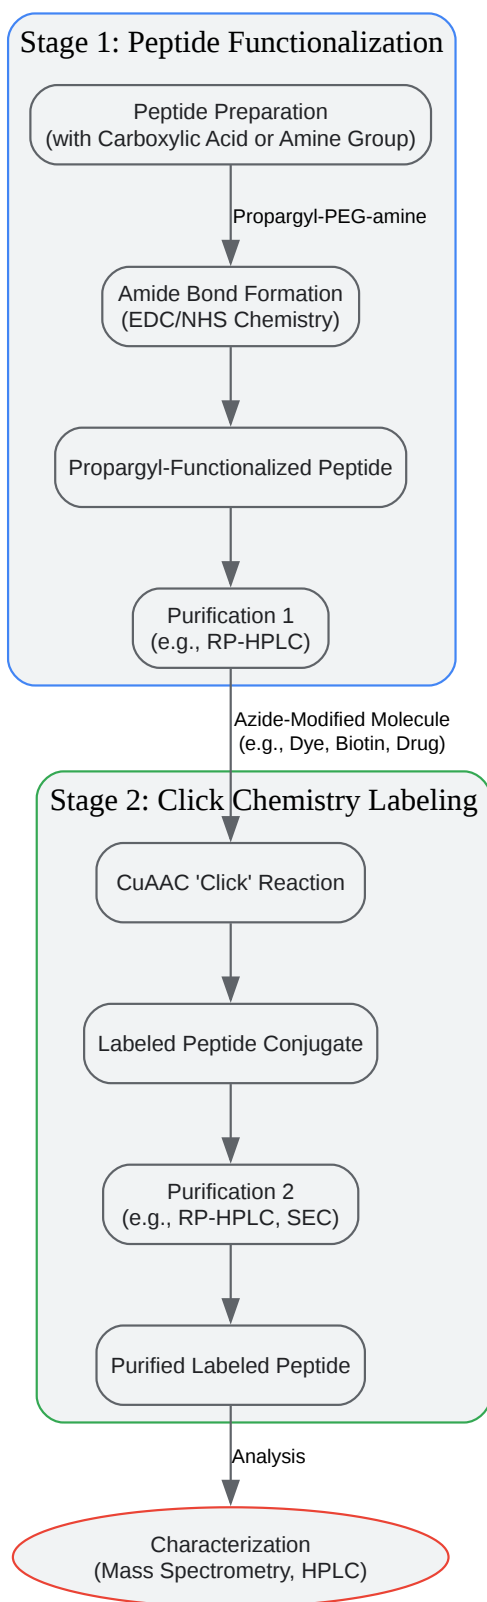 Stage 1: Peptide Functionalization
Peptide Preparation
(with Carboxylic Acid or Amine Group)
Propargyl-PEG-amine
Amide Bond Formation
(EDC/NHS Chemistry)
Propargyl-Functionalized Peptide
Purification 1
(e.g., RP-HPLC)
Azide-Modified Molecule
(e.g., Dye, Biotin, Drug)
Stage 2: Click Chemistry Labeling
CuAAC 'Click' Reaction
Labeled Peptide Conjugate
Purification 2
(e.g., RP-HPLC, SEC)
Purified Labeled Peptide
Analysis
Characterization
(Mass Spectrometry, HPLC)